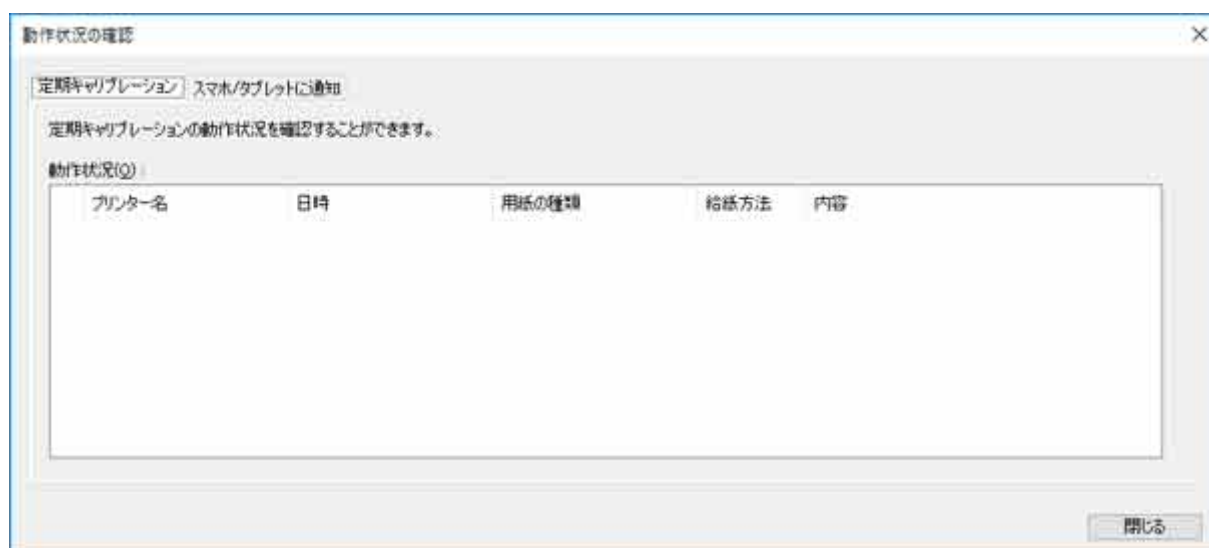 動作状況の確認
定期キャリブレーション スマホ/タブレットに通知
定期キャリブレーションの動作状況を確認することができます。
動作状況(O):
プリンター名 日時 用紙の種類 給紙方法 内容
閉じる